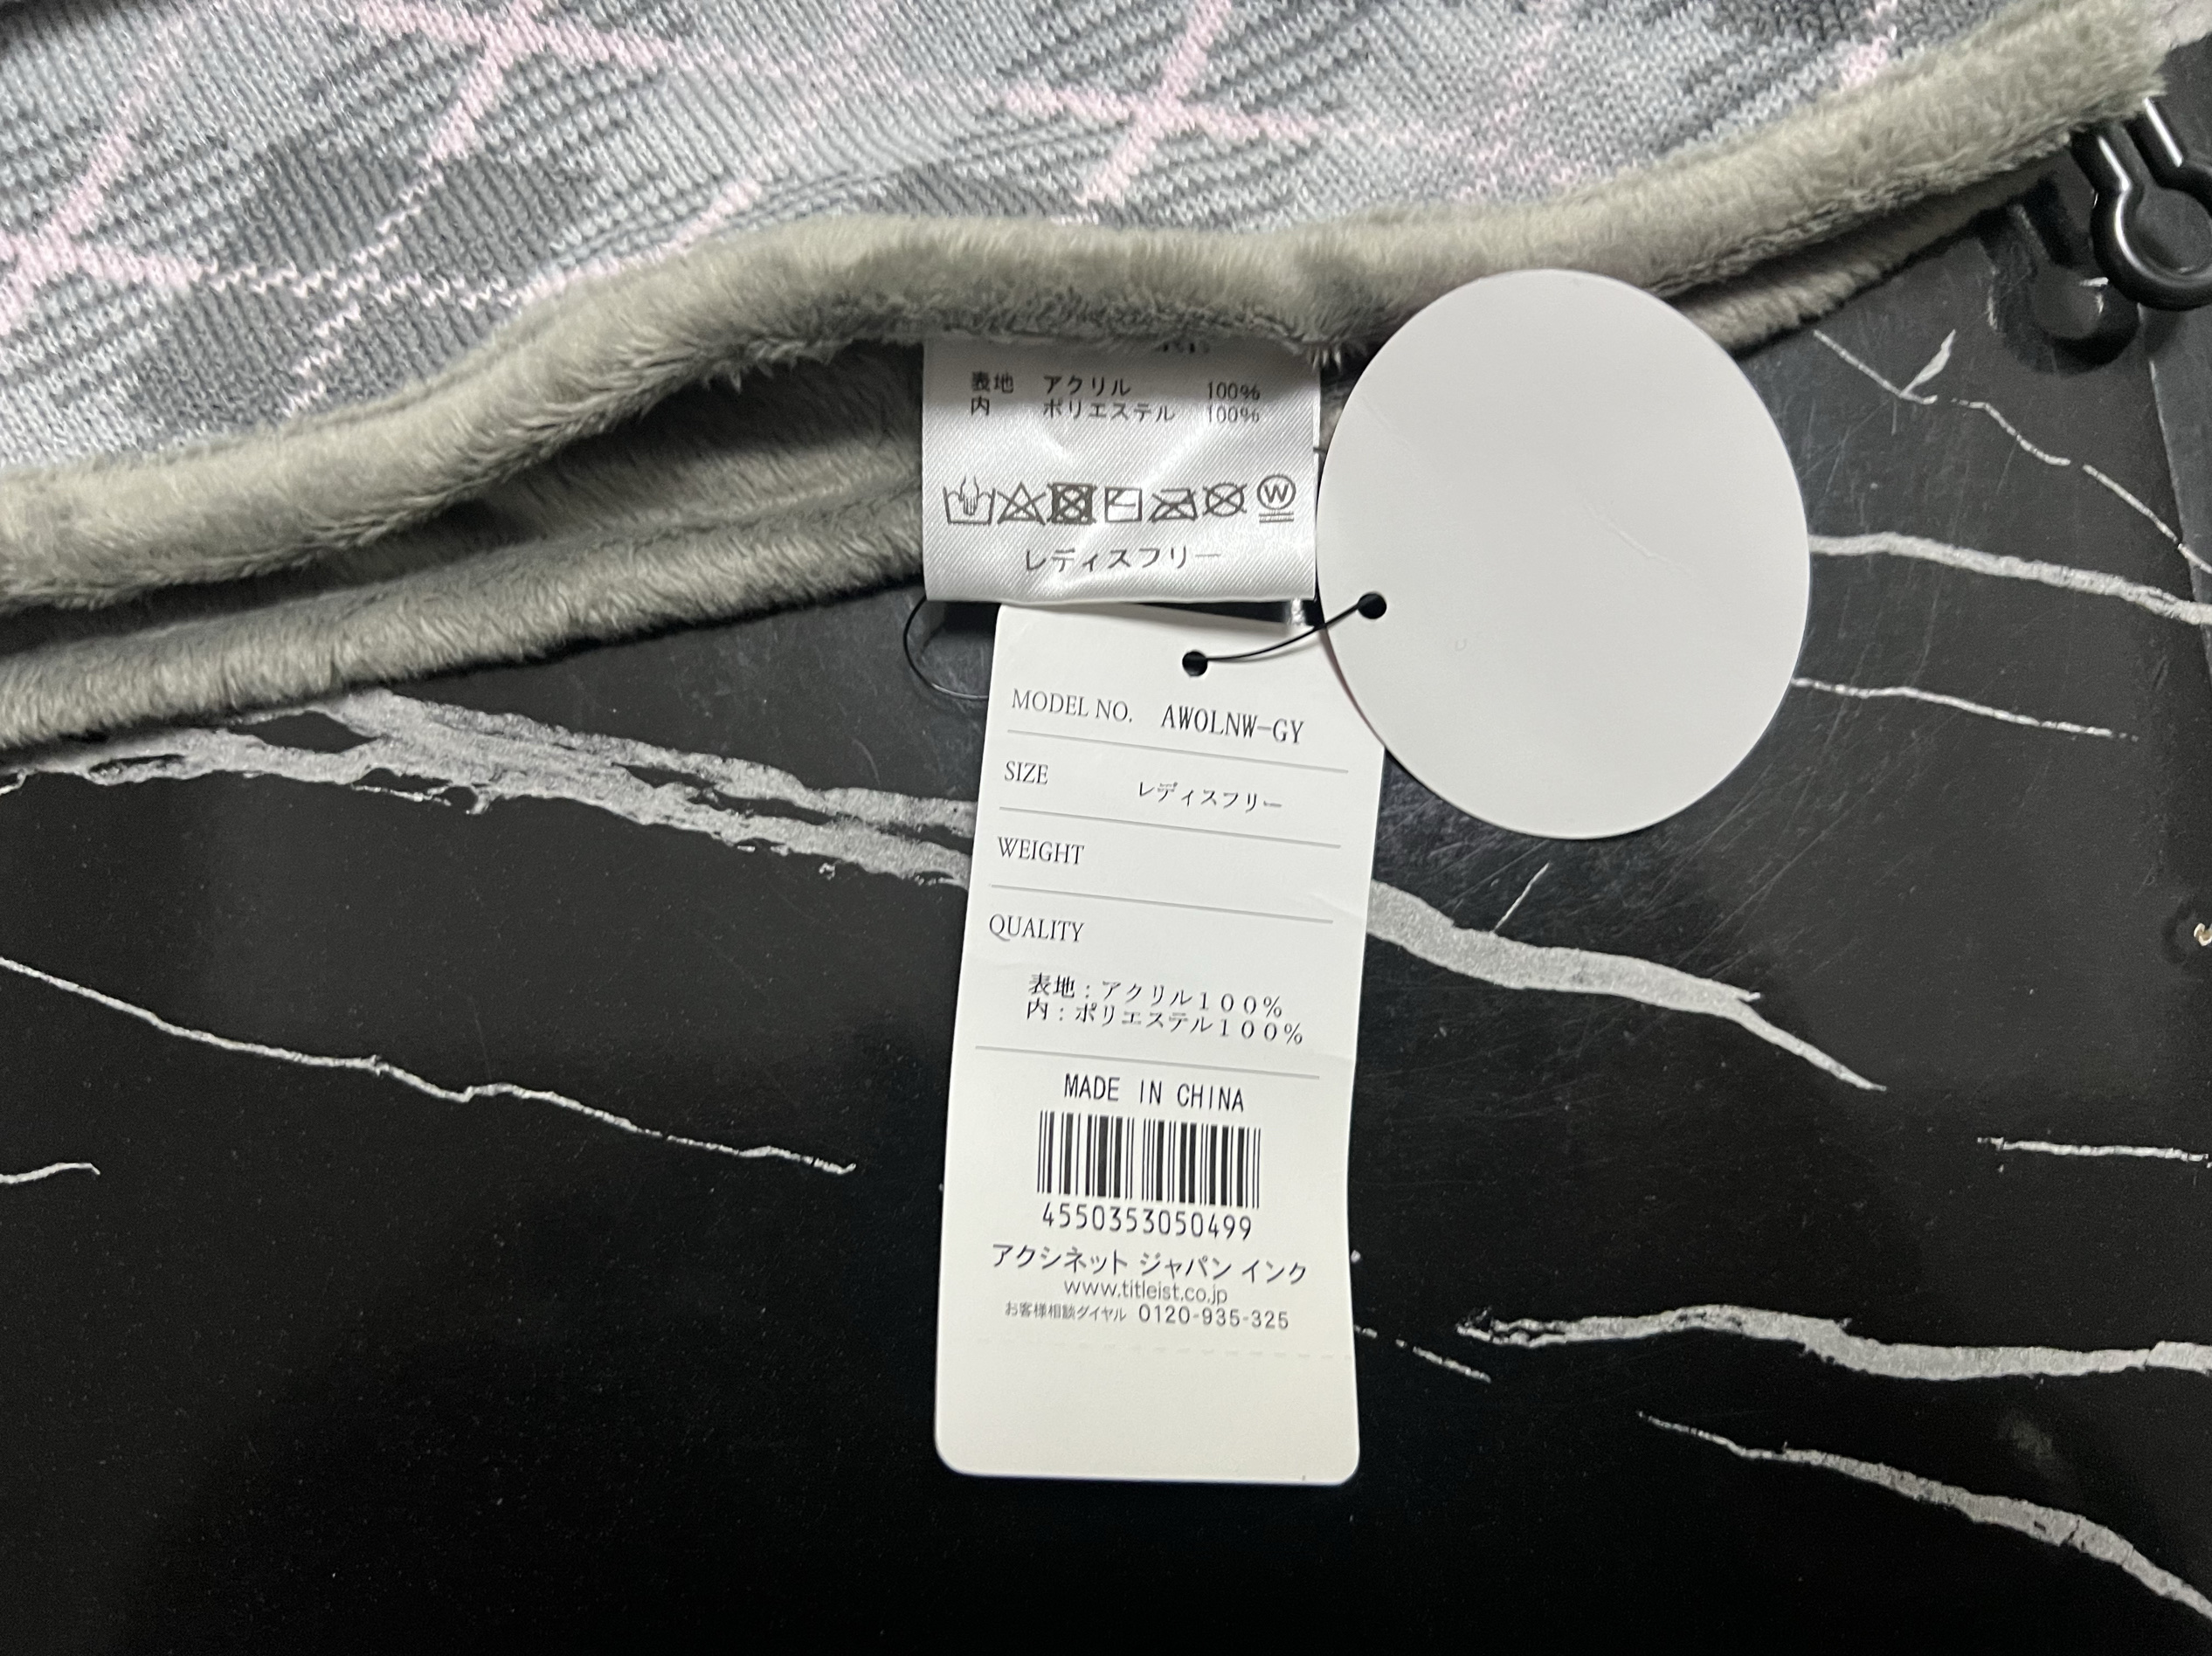 表地 アクリル 100%
内 ポリエステル 100%
W
レディスフリー
MODEL NO. AWOLNW-GY
SIZE レディスフリー
WEIGHT
QUALITY
表地：アクリル１００％
内：ポリエステル１００％
MADE IN CHINA
4550353050499
アクシネット ジャパン インク
www.titleist.co.jp
お客様相談ダイヤル 0120-935-325